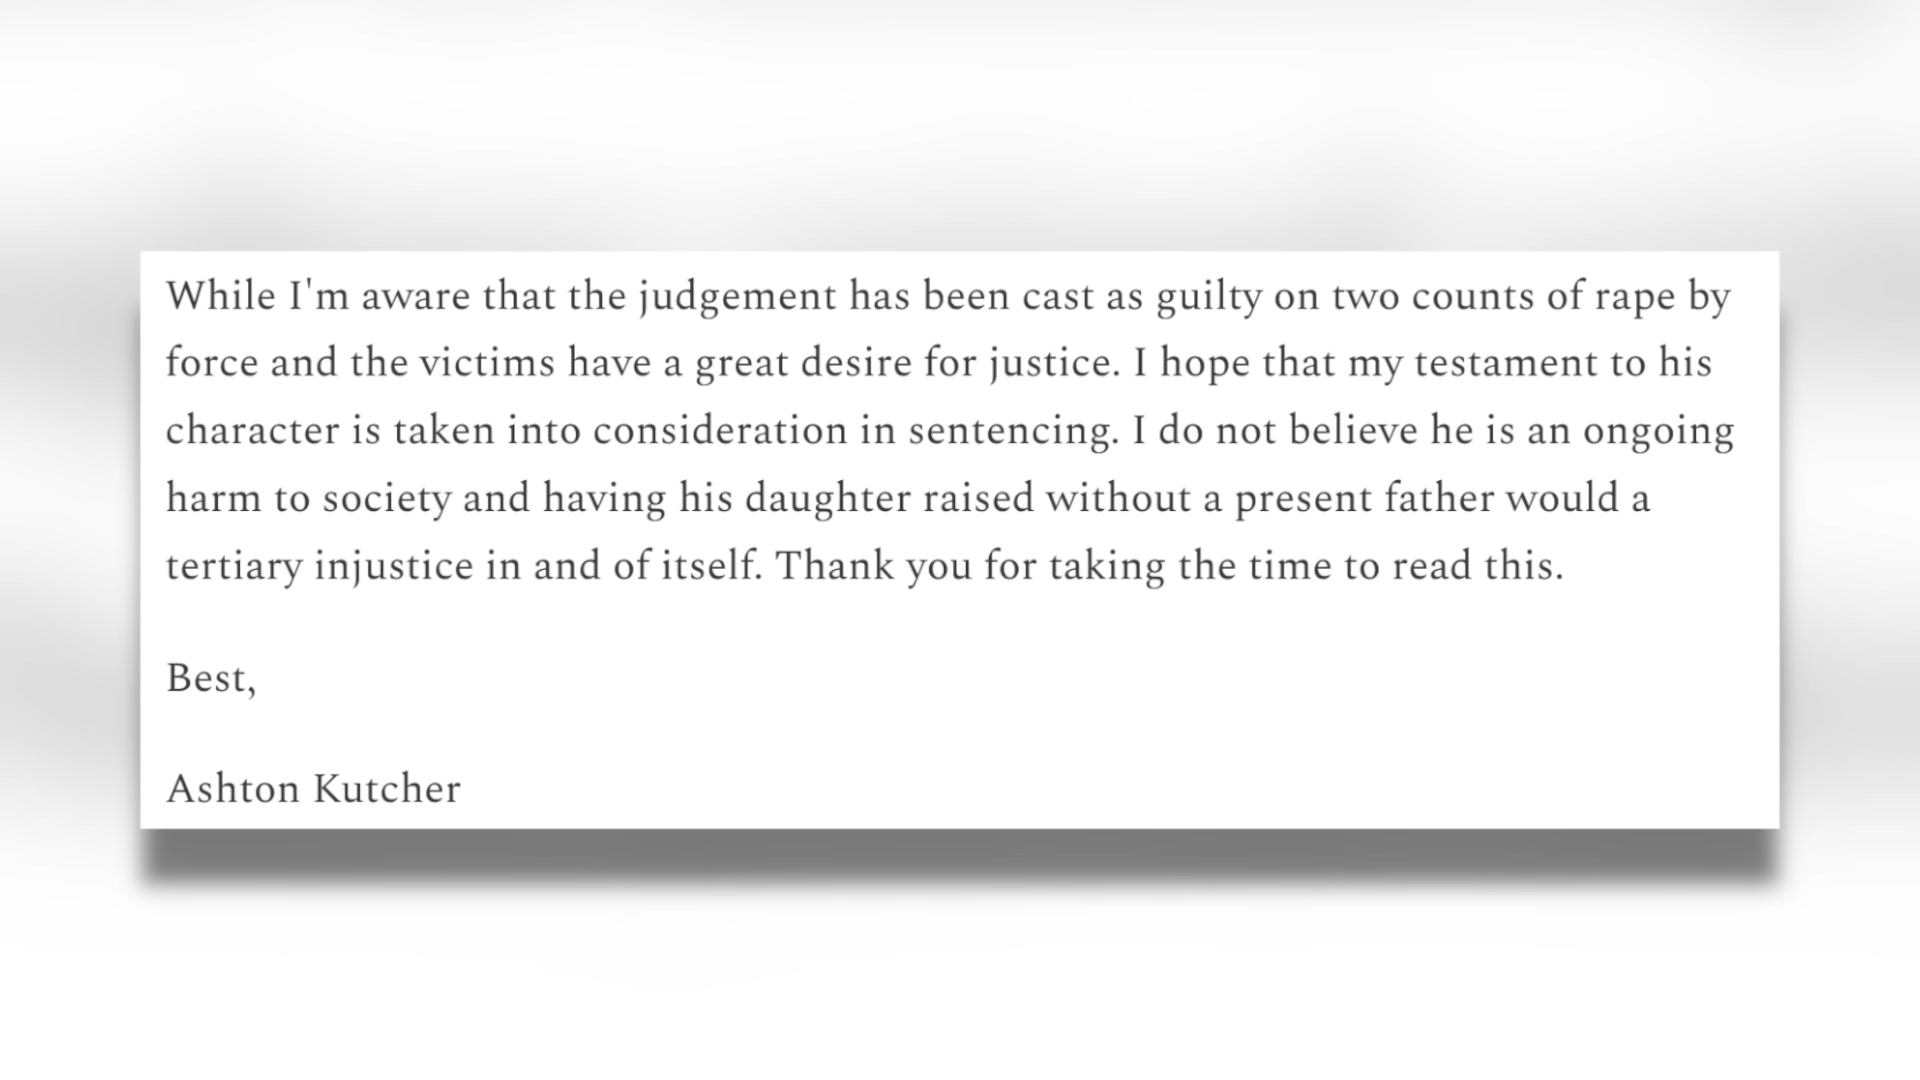 While I'm aware that the judgement has been cast as guilty on two counts of rape by
force and the victims have a great desire for justice. I hope that my testament to his
character is taken into consideration in sentencing. I do not believe he is an ongoing
harm to society and having his daughter raised without a present father would a
tertiary injustice in and of itself. Thank you for taking the time to read this.
Best,
Ashton Kutcher